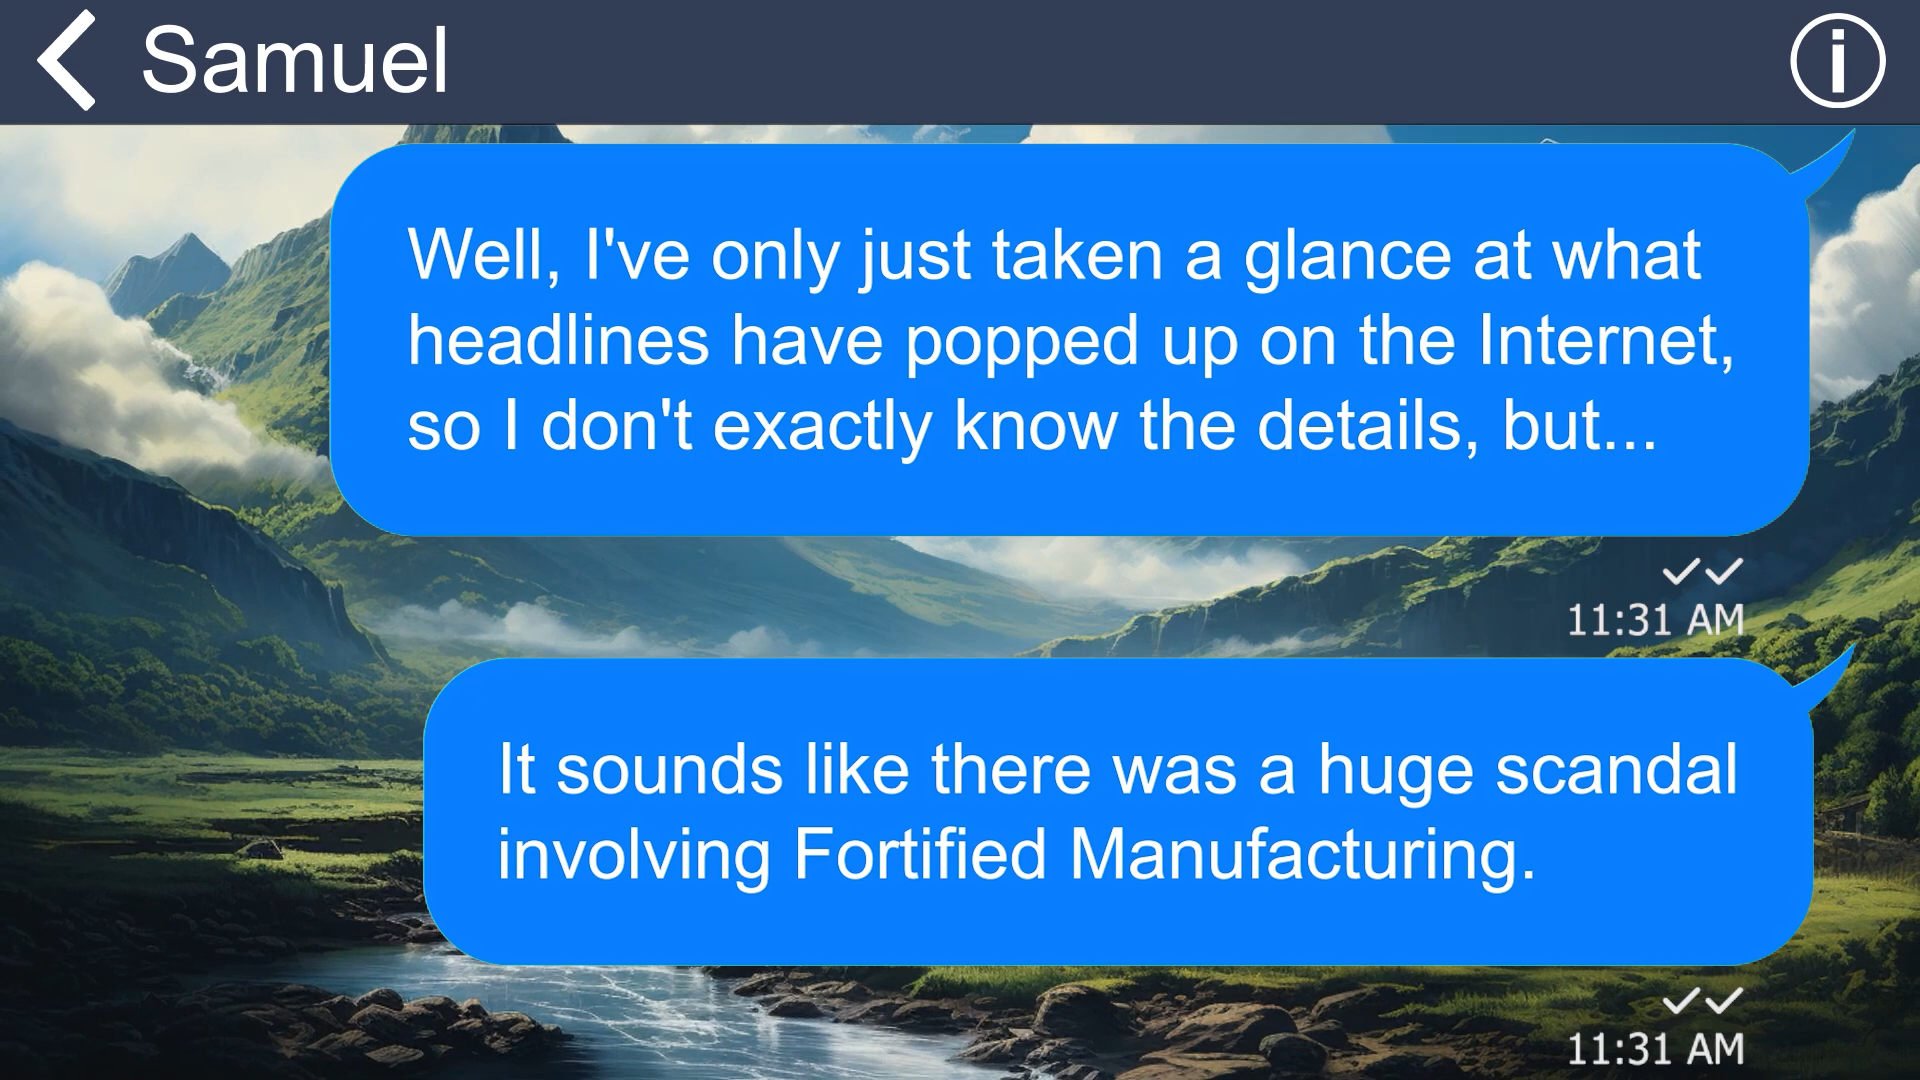 Samuel
Well, I've only just taken a glance at what
headlines have popped up on the Internet,
so I don't exactly know the details, but...
11:31 AM
It sounds like there was a huge scandal
involving Fortified Manufacturing.
11:31 AM